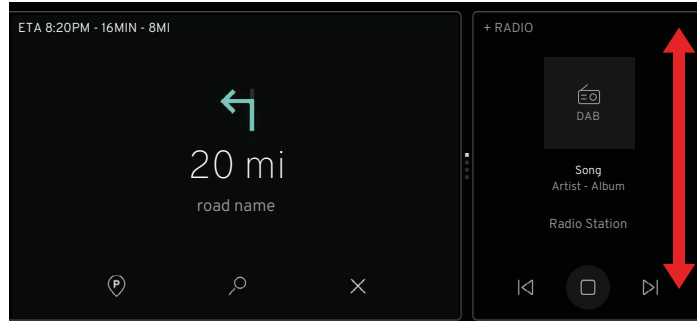 ETA 8:20PM - 16MIN - 8MI
20 mi
road name
P
+ RADIO
DAB
Song
Artist - Album
Radio Station